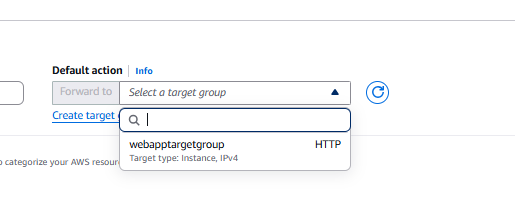 Default action | Info
Forward to Select a target group
Create target
webapptargetgroup HTTP
Target type: Instance, IPv4
to categorize your AWS